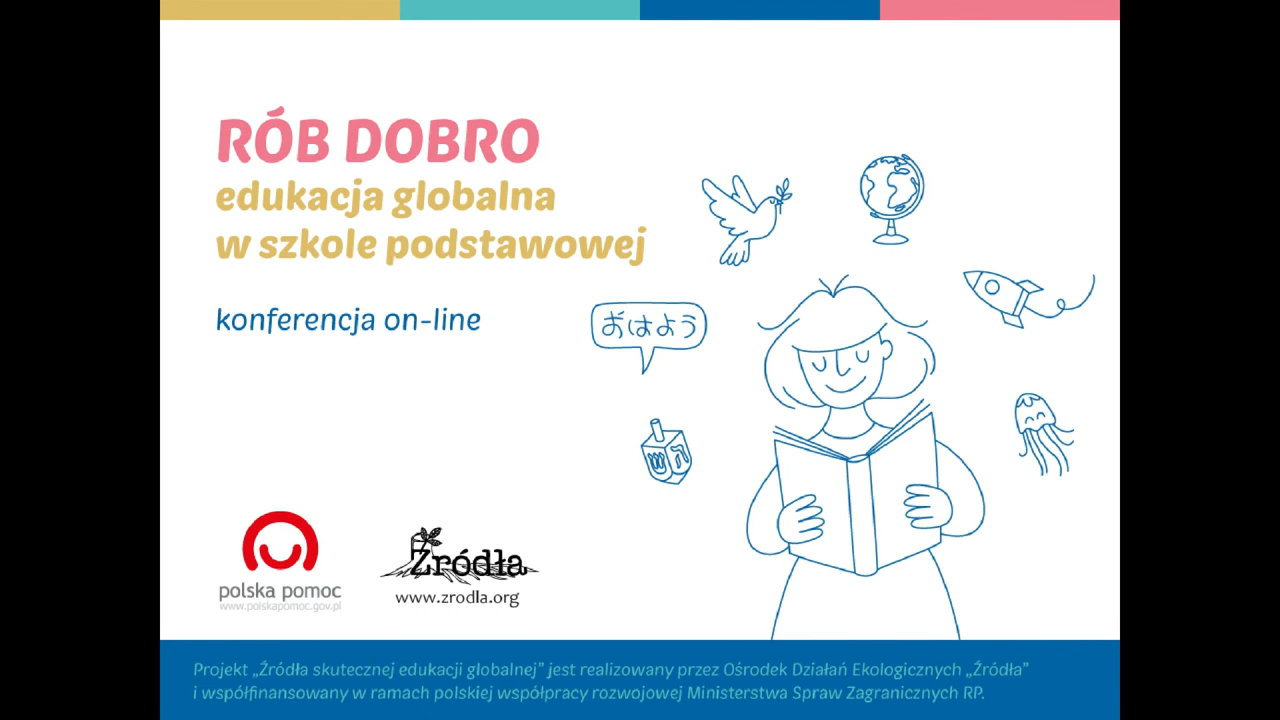 RÓB DOBRO
edukacja globalna
w szkole podstawowej
konferencja on-line
おはよう
polska pomoc
www.polskapomoc.gov.pl
Źródła
www.zrodla.org
Projekt „Źródła skutecznej edukacji globalnej” jest realizowany przez Ośrodek Działań Ekologicznych „Źródła”
i współfinansowany w ramach polskiej współpracy rozwojowej Ministerstwa Spraw Zagranicznych RP.